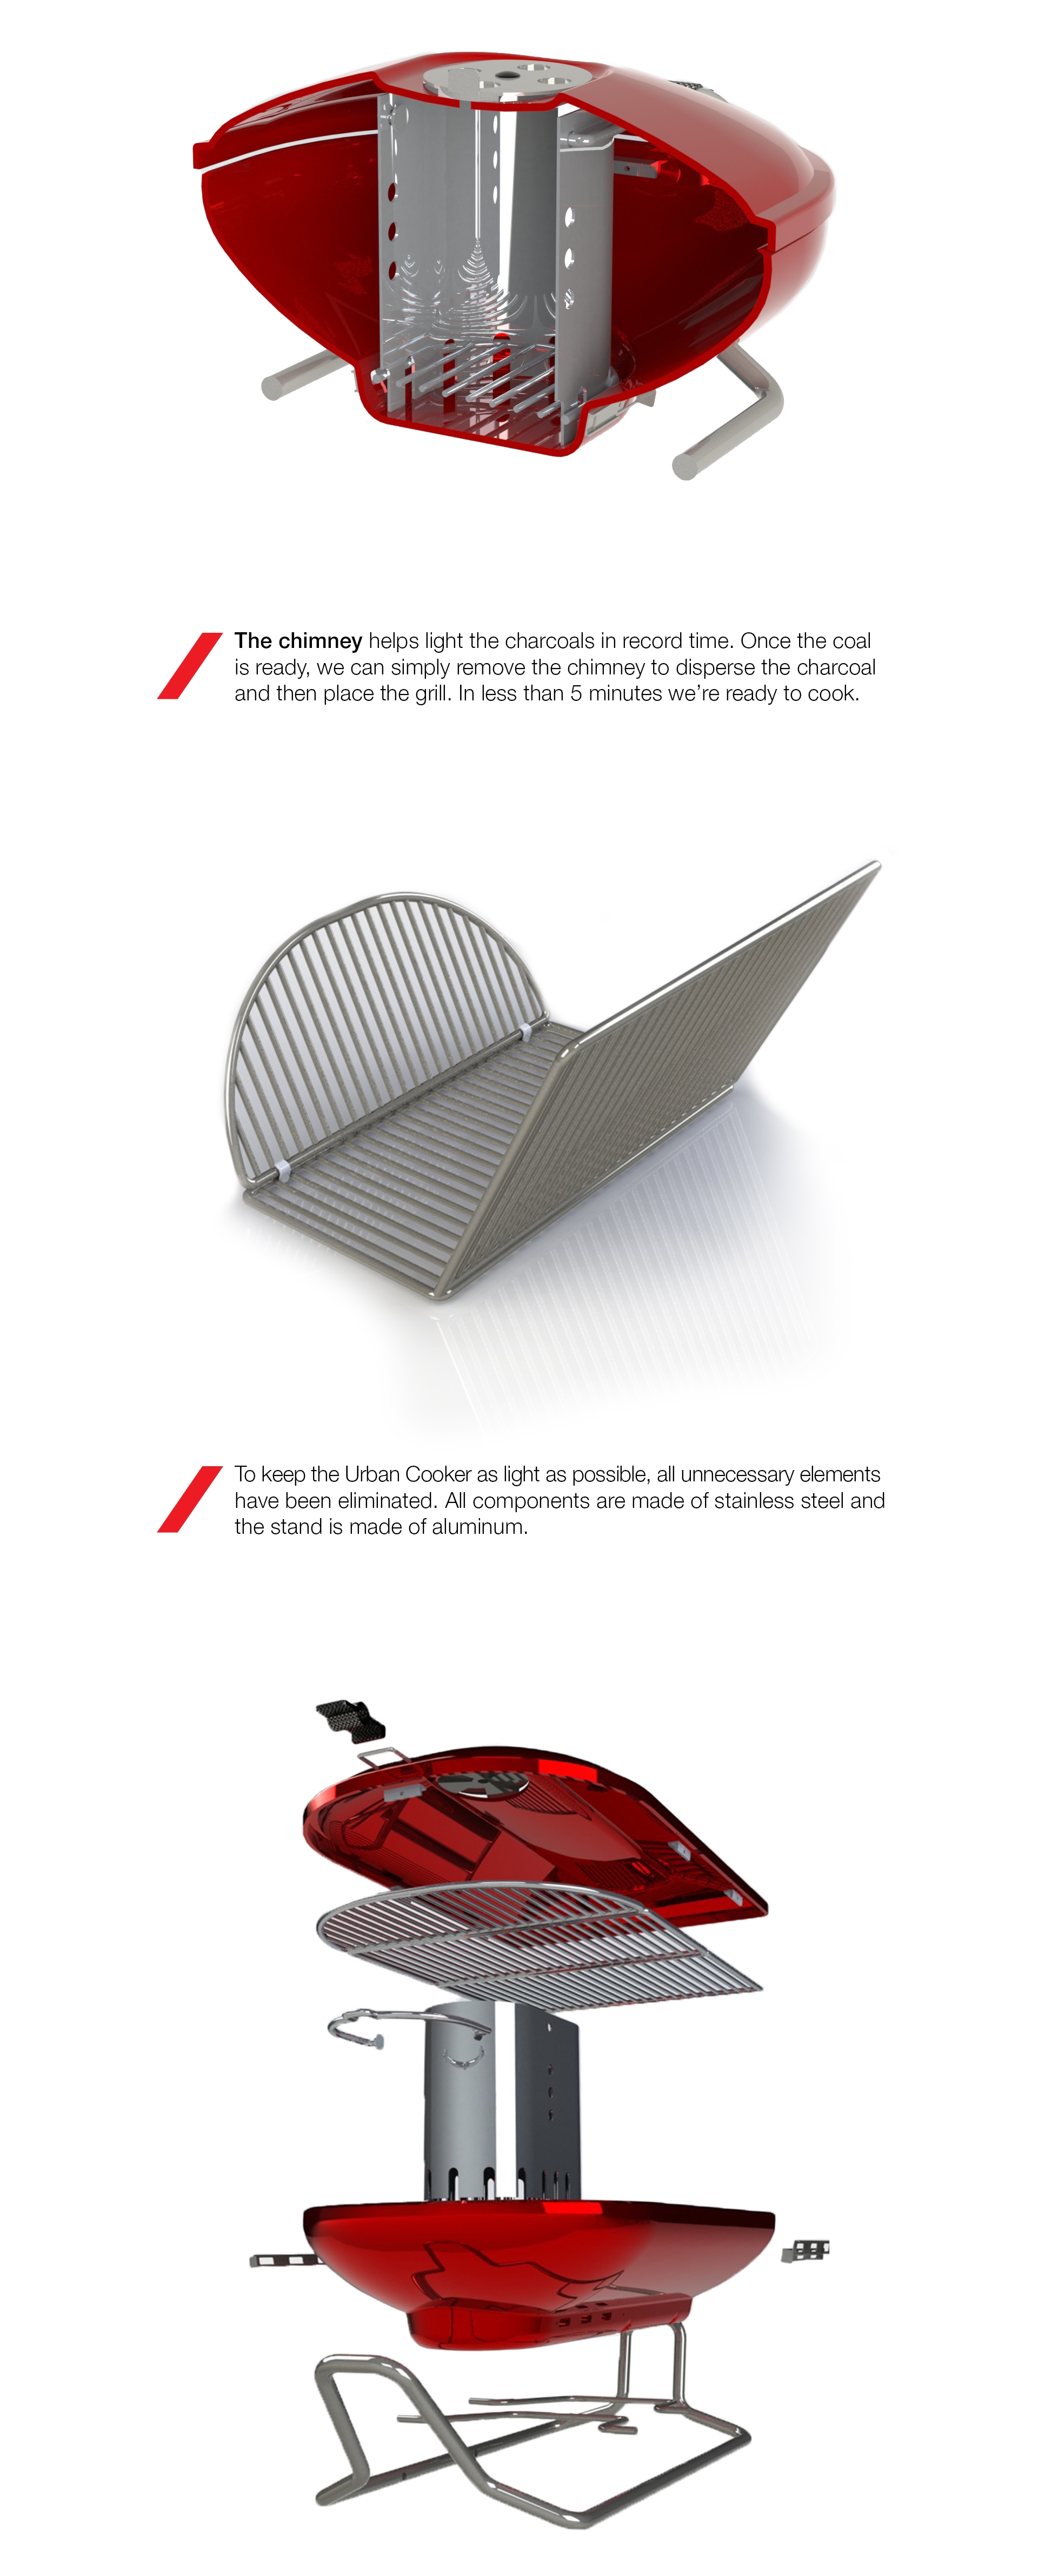 The chimney helps light the charcoals in record time. Once the coal
is ready, we can simply remove the chimney to disperse the charcoal
and then place the grill. In less than 5 minutes we’re ready to cook.
To keep the Urban Cooker as light as possible, all unnecessary elements
have been eliminated. All components are made of stainless steel and
the stand is made of aluminum.